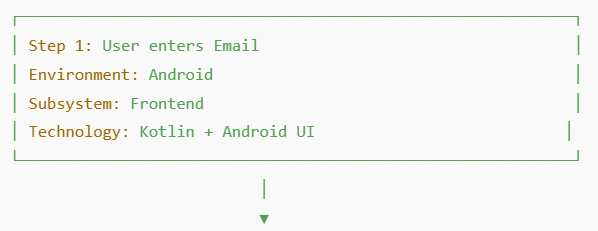 Step 1: User enters Email
Environment: Android
Subsystem: Frontend
Technology: Kotlin + Android UI